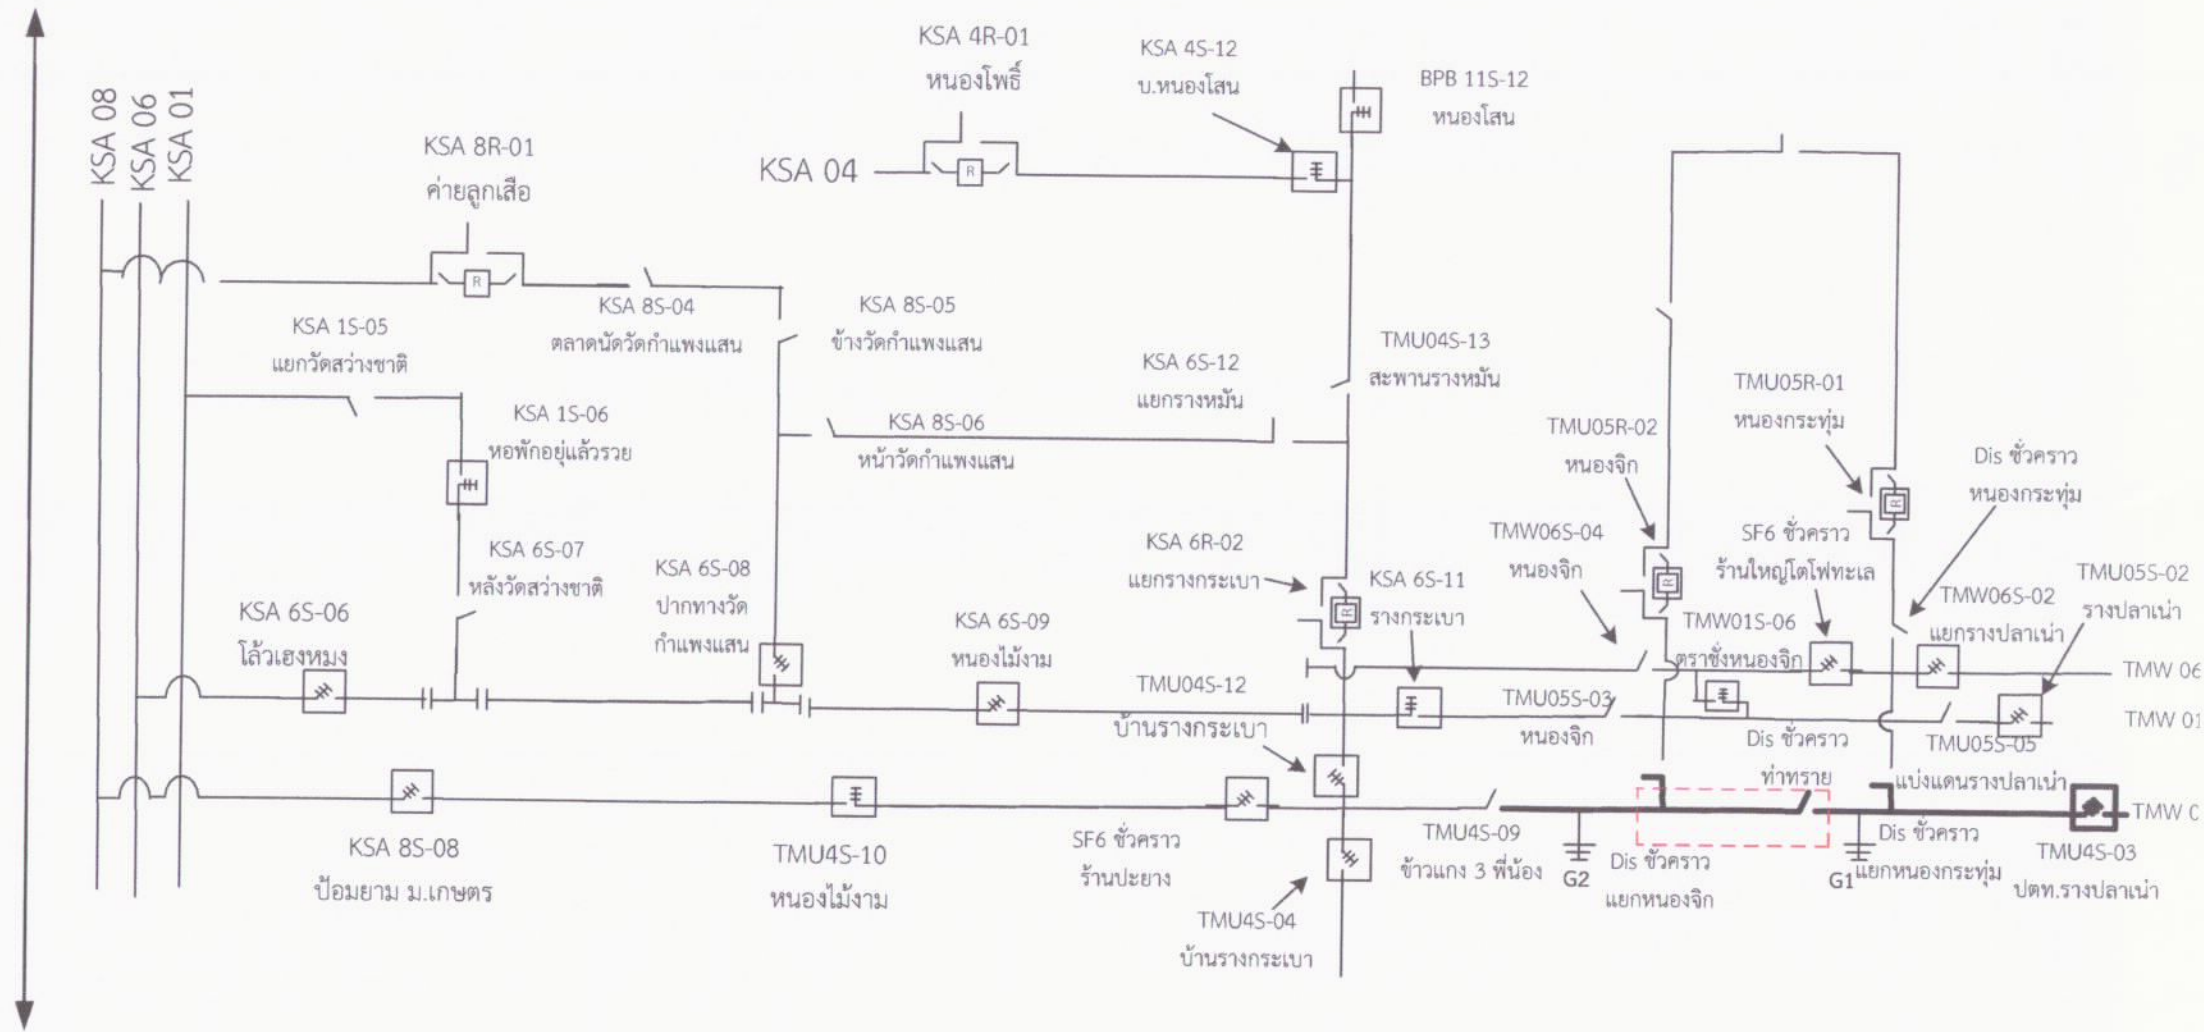 KSA 08
KSA 06
KSA 01
KSA 8R-01
ค่ายลูกเสือ
KSA 4R-01
หนองโพธิ์
KSA 04
KSA 4S-12
บ.หนองโสน
BPB 11S-12
หนองโสน
R
R
KSA 1S-05
แยกวัดสว่างชาติ
KSA 8S-04
ตลาดนัดวัดกำแพงแสน
KSA 8S-05
ข้างวัดกำแพงแสน
KSA 6S-12
แยกรางหมัน
TMU04S-13
สะพานรางหมัน
KSA 1S-06
หอพักอยู่แล้วรวย
KSA 8S-06
หน้าวัดกำแพงแสน
TMU05R-02
หนองจิก
TMU05R-01
หนองกระทุ่ม
Dis ชั่วคราว
หนองกระทุ่ม
R
KSA 6S-07
หลังวัดสว่างชาติ
KSA 6S-08
ปากทางวัด
กำแพงแสน
KSA 6R-02
แยกรางกระเบา
R
KSA 6S-11
รางกระเบา
TMW06S-04
หนองจิก
R
SF6 ชั่วคราว
ร้านใหญ่โตโฟทะเล
TMU05S-02
รางปลาเน่า
TMW06S-02
แยกรางปลาเน่า
KSA 6S-06
โล้วเฮงหมง
KSA 6S-09
หนองไม้งาม
TMW01S-06
ตราชั่งหนองจิก
TMW 06
TMU04S-12
บ้านรางกระเบา
TMU05S-03
หนองจิก
TMW 01
Dis ชั่วคราว
ท่าทราย
TMU05S-05
แบ่งแดนรางปลาเน่า
TMW 0
KSA 8S-08
ป้อมยาม ม.เกษตร
TMU4S-10
หนองไม้งาม
SF6 ชั่วคราว
ร้านปะยาง
TMU4S-09
ข้าวแกง 3 พี่น้อง
G2
Dis ชั่วคราว
แยกหนองจิก
G1
Dis ชั่วคราว
แยกหนองกระทุ่ม
TMU4S-03
ปตท.รางปลาเน่า
TMU4S-04
บ้านรางกระเบา